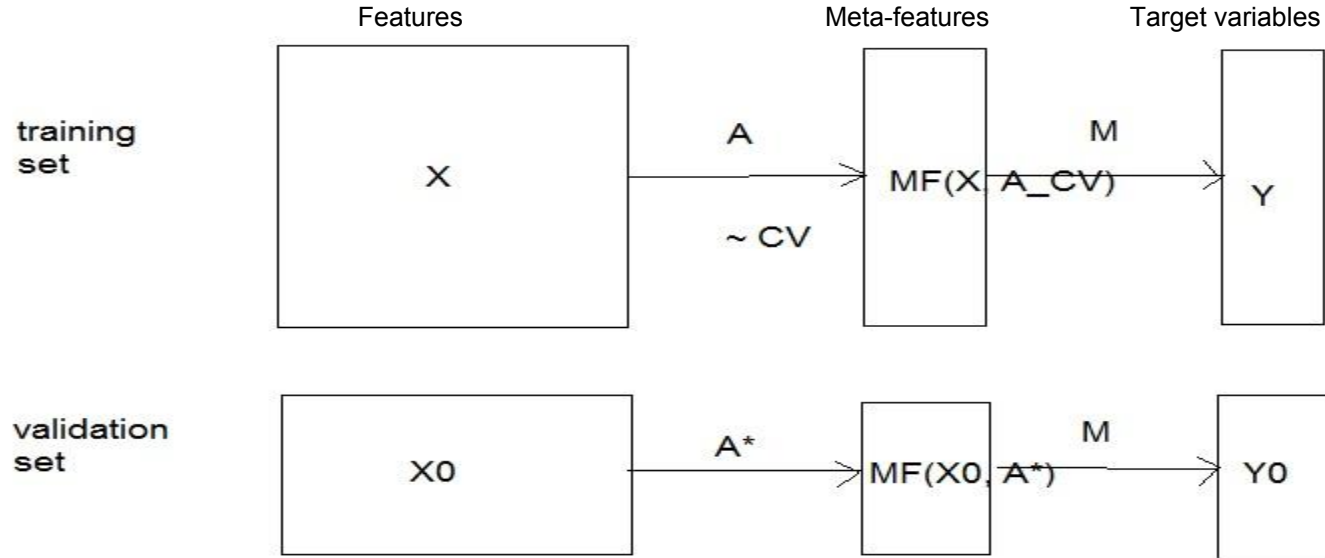 Features
Meta-features
Target variables
training
set
X
A
~ CV
MF(X, A_CV)
M
Y
validation
set
X0
A*
MF(X0, A*)
M
Y0